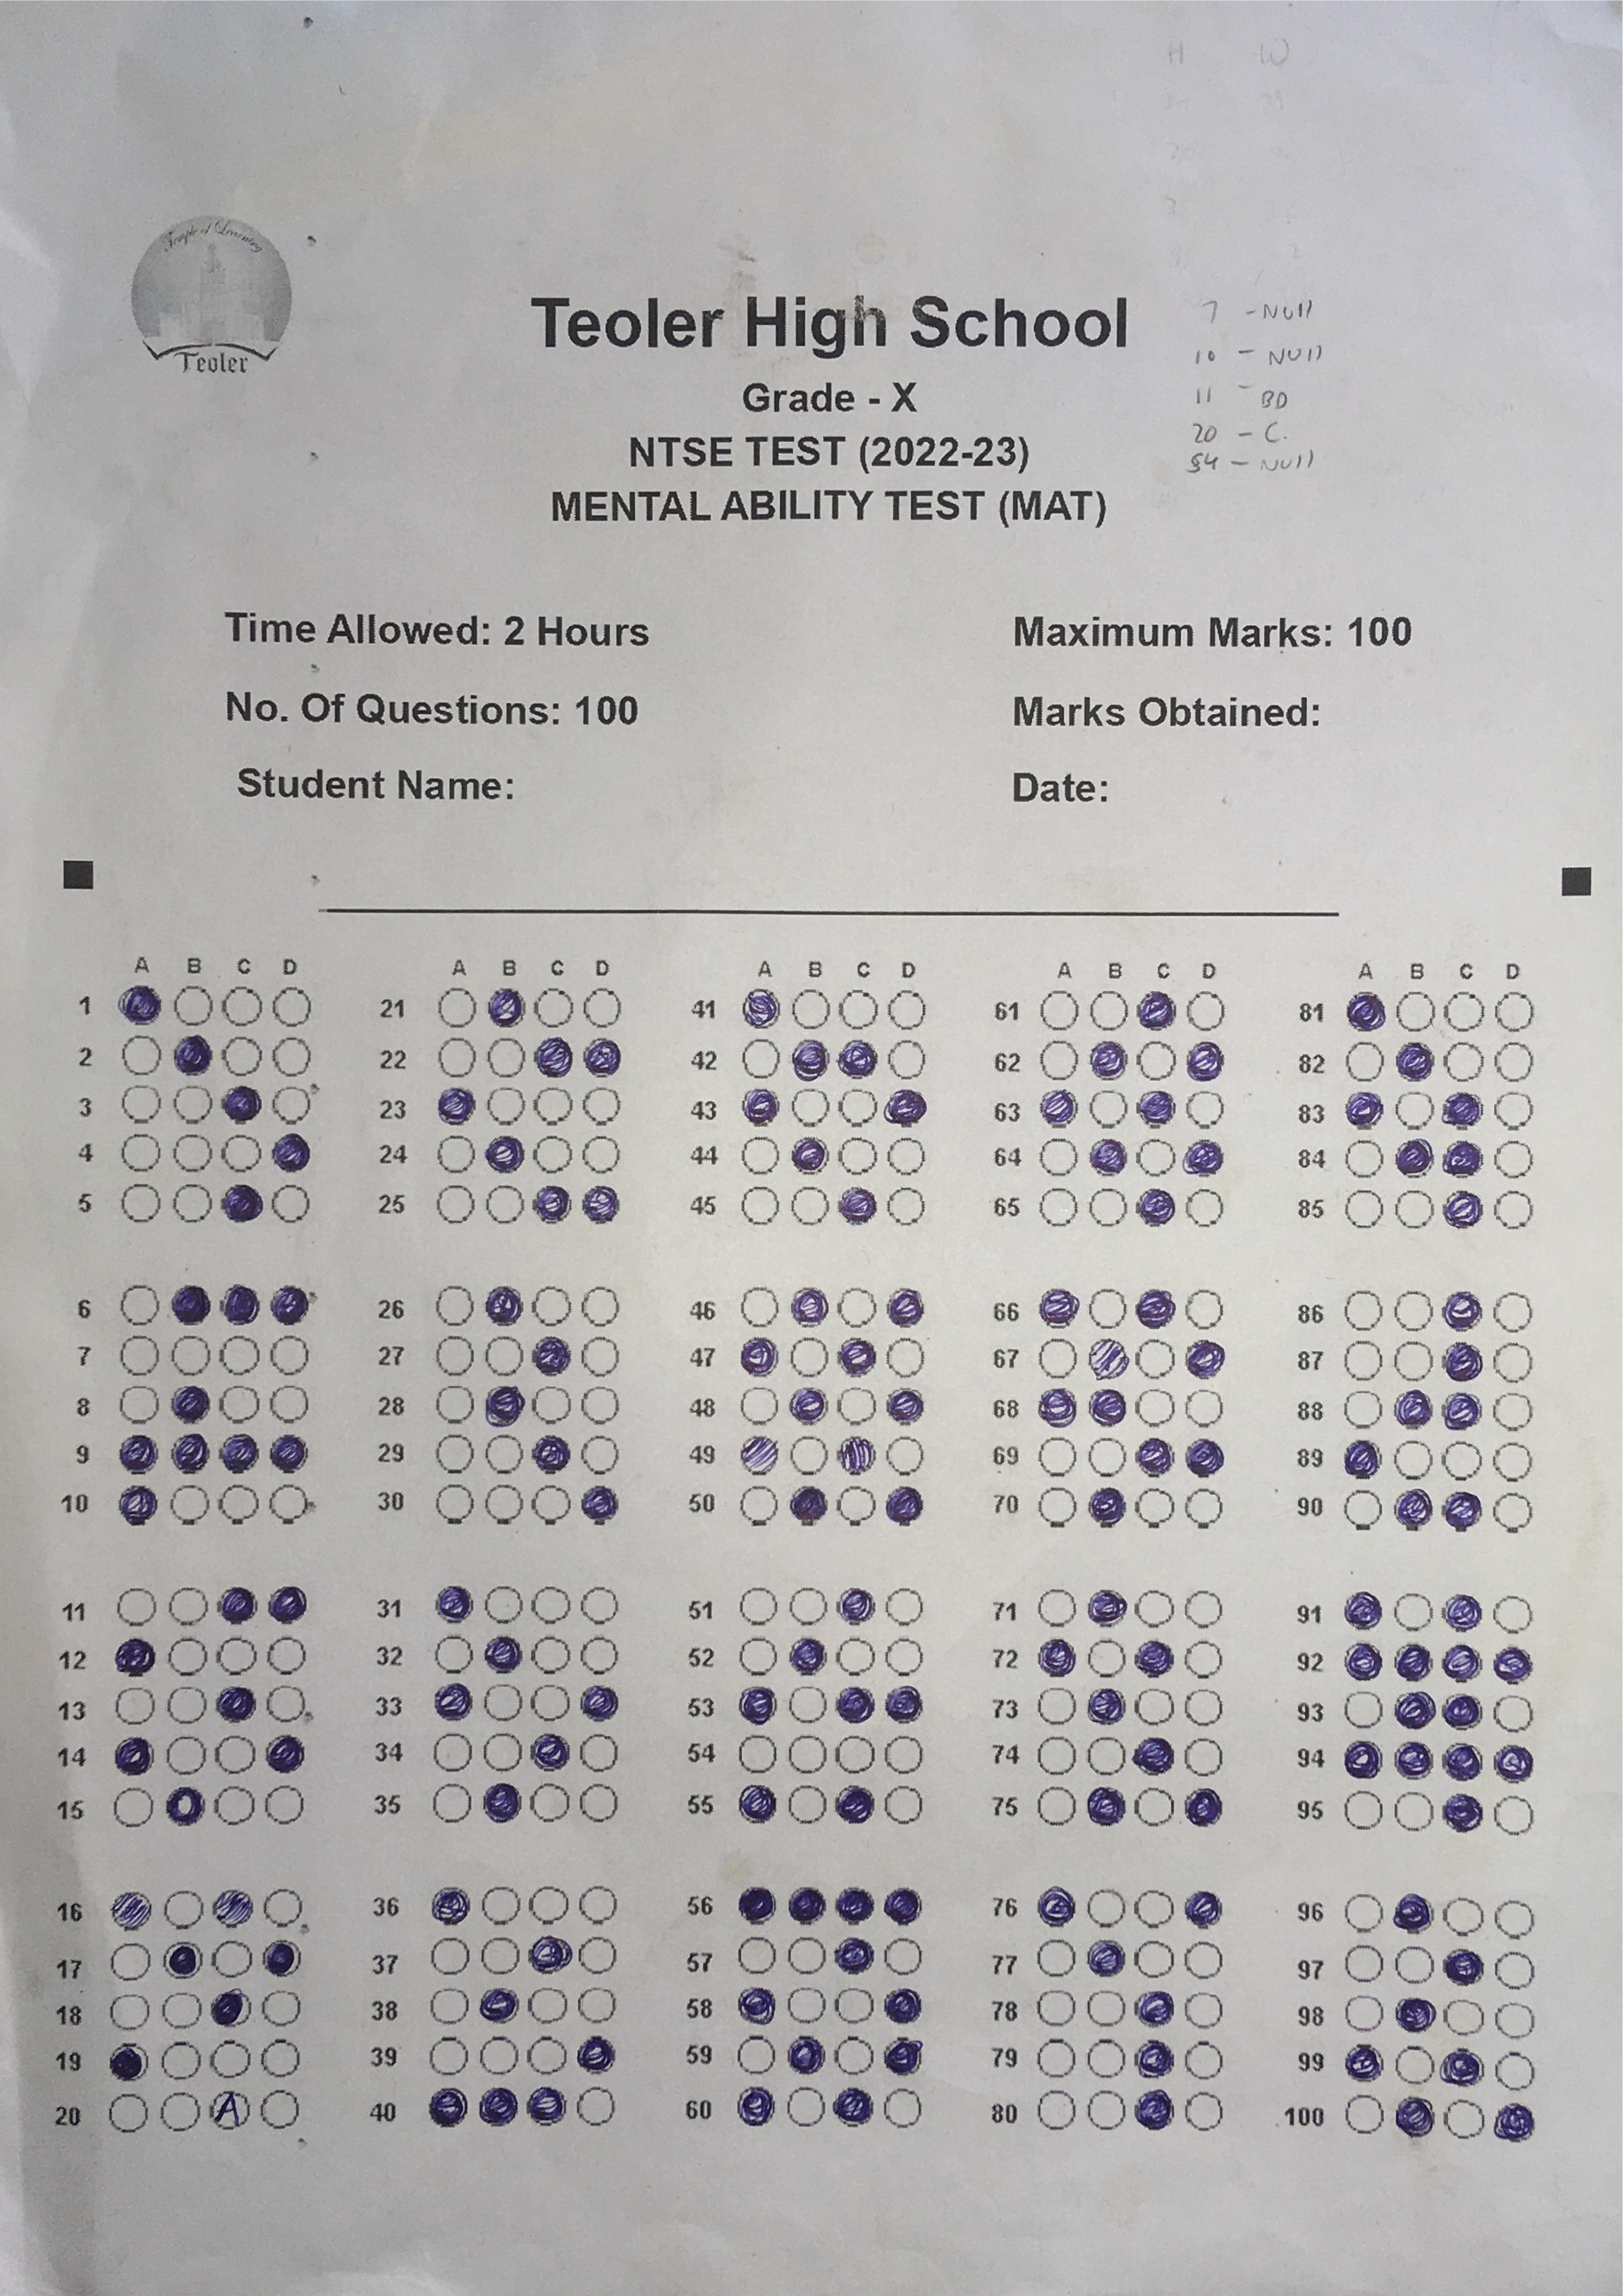 Temple of Learning
Teoler
Teoler High School
Grade - X
NTSE TEST (2022-23)
MENTAL ABILITY TEST (MAT)
7 - Null
10 - NUll
11 - BD
20 - C.
54 - NUll
Time Allowed: 2 Hours Maximum Marks: 100
No. Of Questions: 100 Marks Obtained:
Student Name: Date:
A B C D A B C D A B C D A B C D A B C D
1 21 41 61 81
2 22 42 62 82
3 23 43 63 83
4 24 44 64 84
5 25 45 65 85
6 26 46 66 86
7 27 47 67 87
8 28 48 68 88
9 29 49 69 89
10 30 50 70 90
11 31 51 71 91
12 32 52 72 92
13 33 53 73 93
14 34 54 74 94
15 35 55 75 95
16 36 56 76 96
17 37 57 77 97
18 38 58 78 98
19 39 59 79 99
20 A 40 60 80 100